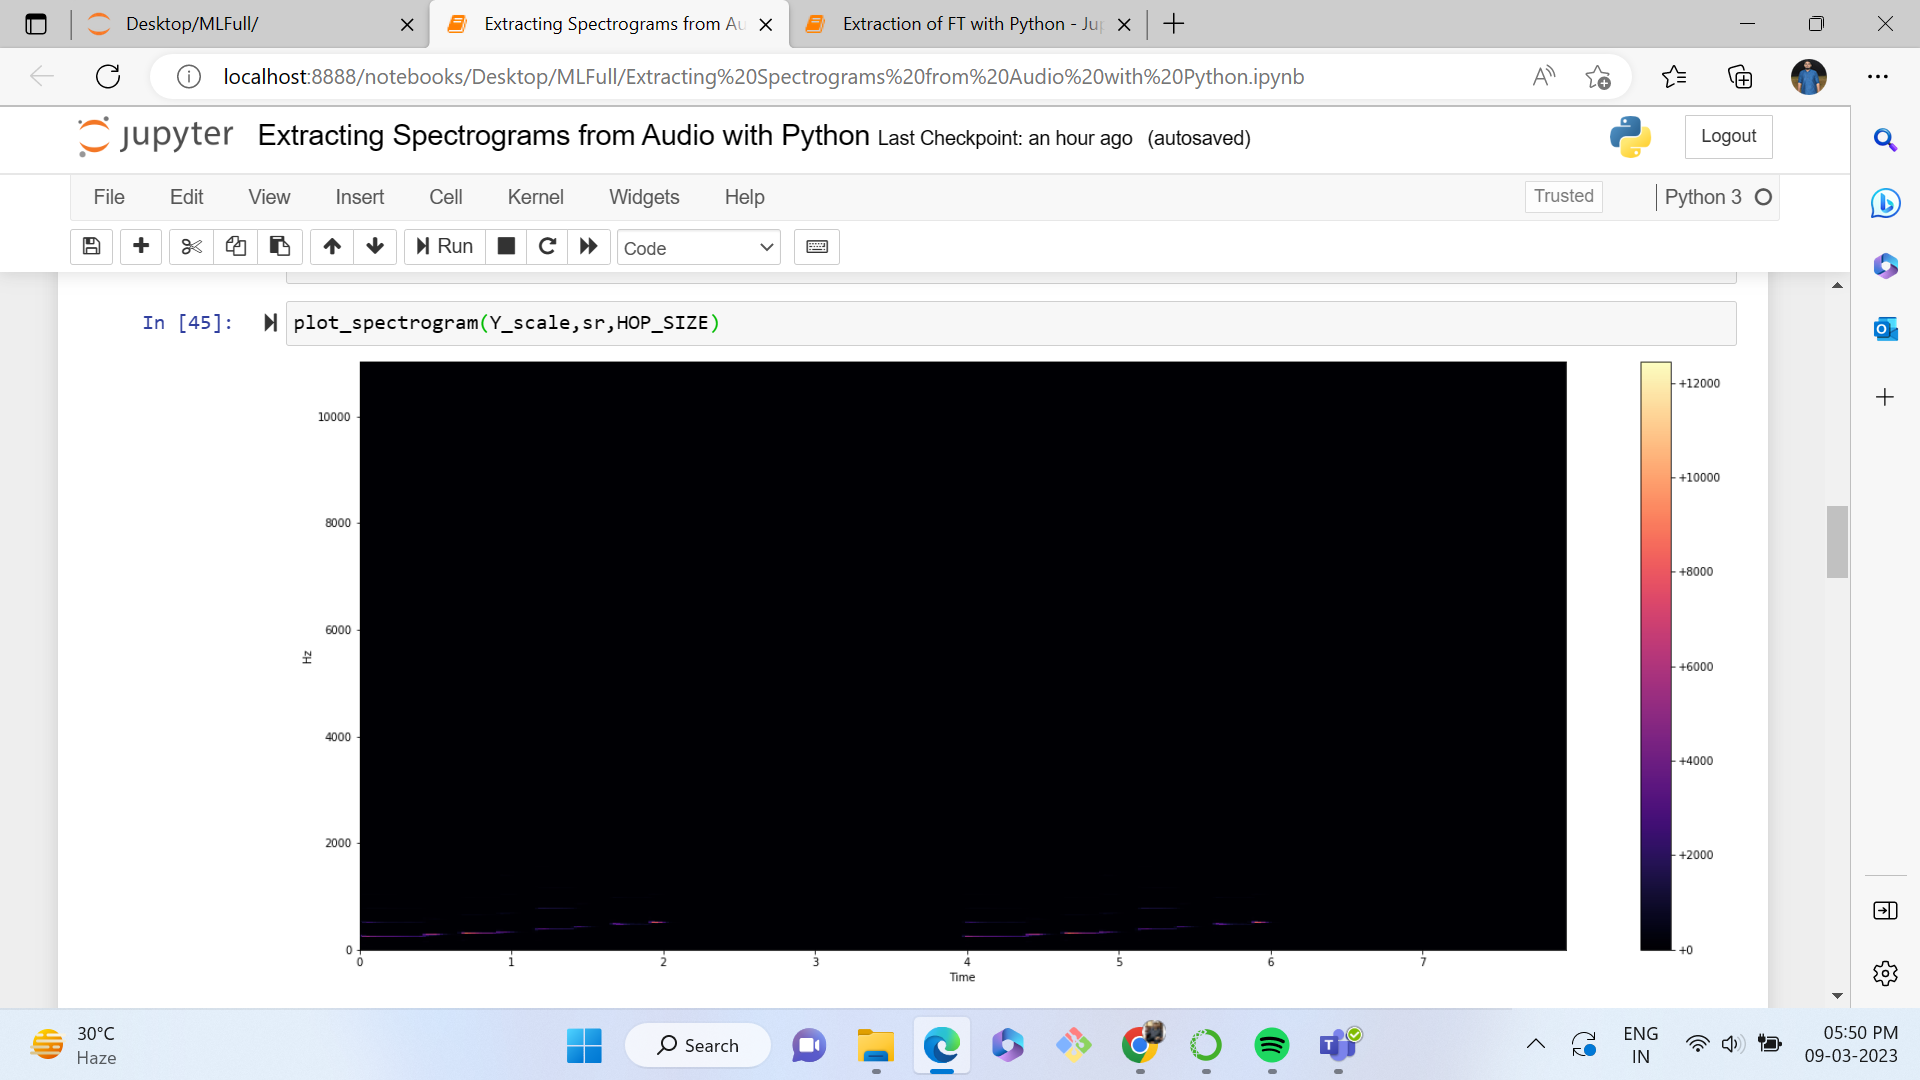 Desktop/MLFull/
Extracting Spectrograms from Au
Extraction of FT with Python - Jup
localhost:8888/notebooks/Desktop/MLFull/Extracting%20Spectrograms%20from%20Audio%20with%20Python.ipynb
jupyter Extracting Spectrograms from Audio with Python Last Checkpoint: an hour ago (autosaved)
Logout
File Edit View Insert Cell Kernel Widgets Help
Trusted
Python 3
Run
Code
In [45]:
plot_spectrogram(Y_scale,sr,HOP_SIZE)
10000
8000
6000
4000
2000
0
Hz
0 1 2 3 4 5 6 7
Time
+12000
+10000
+8000
+6000
+4000
+2000
+0
30°C
Haze
Search
ENG
IN
05:50 PM
09-03-2023